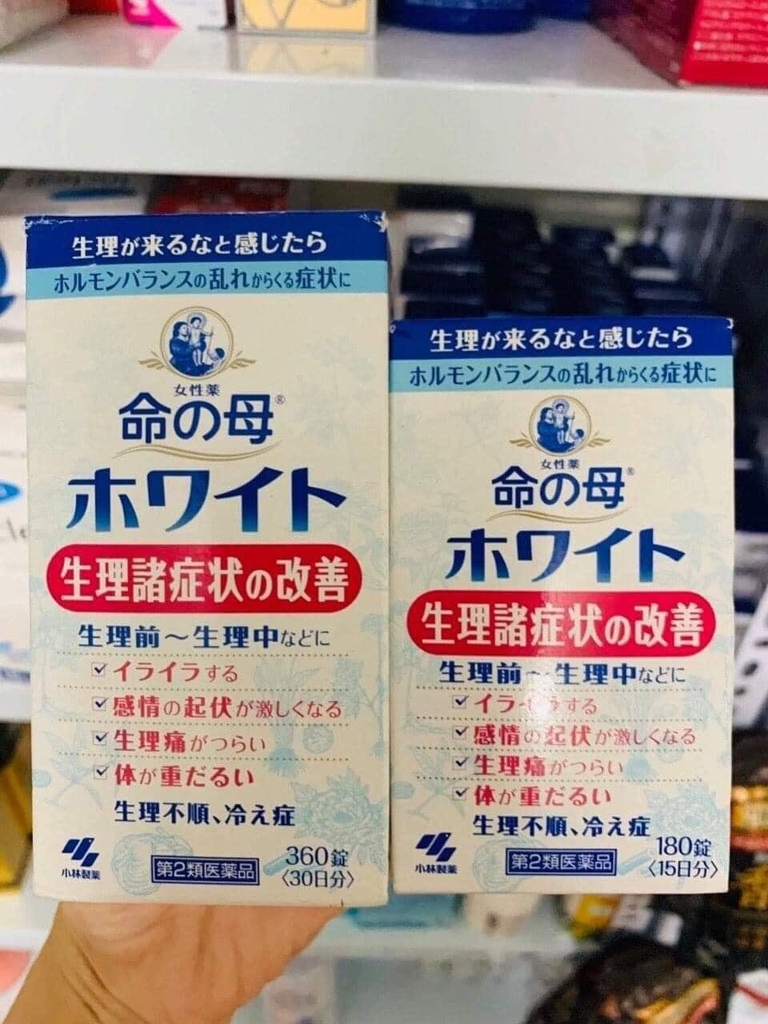 生理が来るなと感じたら
ホルモンバランスの乱れからくる症状に
女性薬
命の母®
ホワイト
生理諸症状の改善
生理前～生理中などに
イライラする
感情の起伏が激しくなる
生理痛がつらい
体が重だるい
生理不順、冷え症
小林製薬
第2類医薬品
360錠
〈30日分〉
生理が来るなと感じたら
ホルモンバランスの乱れからくる症状に
女性薬
命の母®
ホワイト
生理諸症状の改善
生理前～生理中などに
イライラする
感情の起伏が激しくなる
生理痛がつらい
体が重だるい
生理不順、冷え症
小林製薬
第2類医薬品
180錠
〈15日分〉